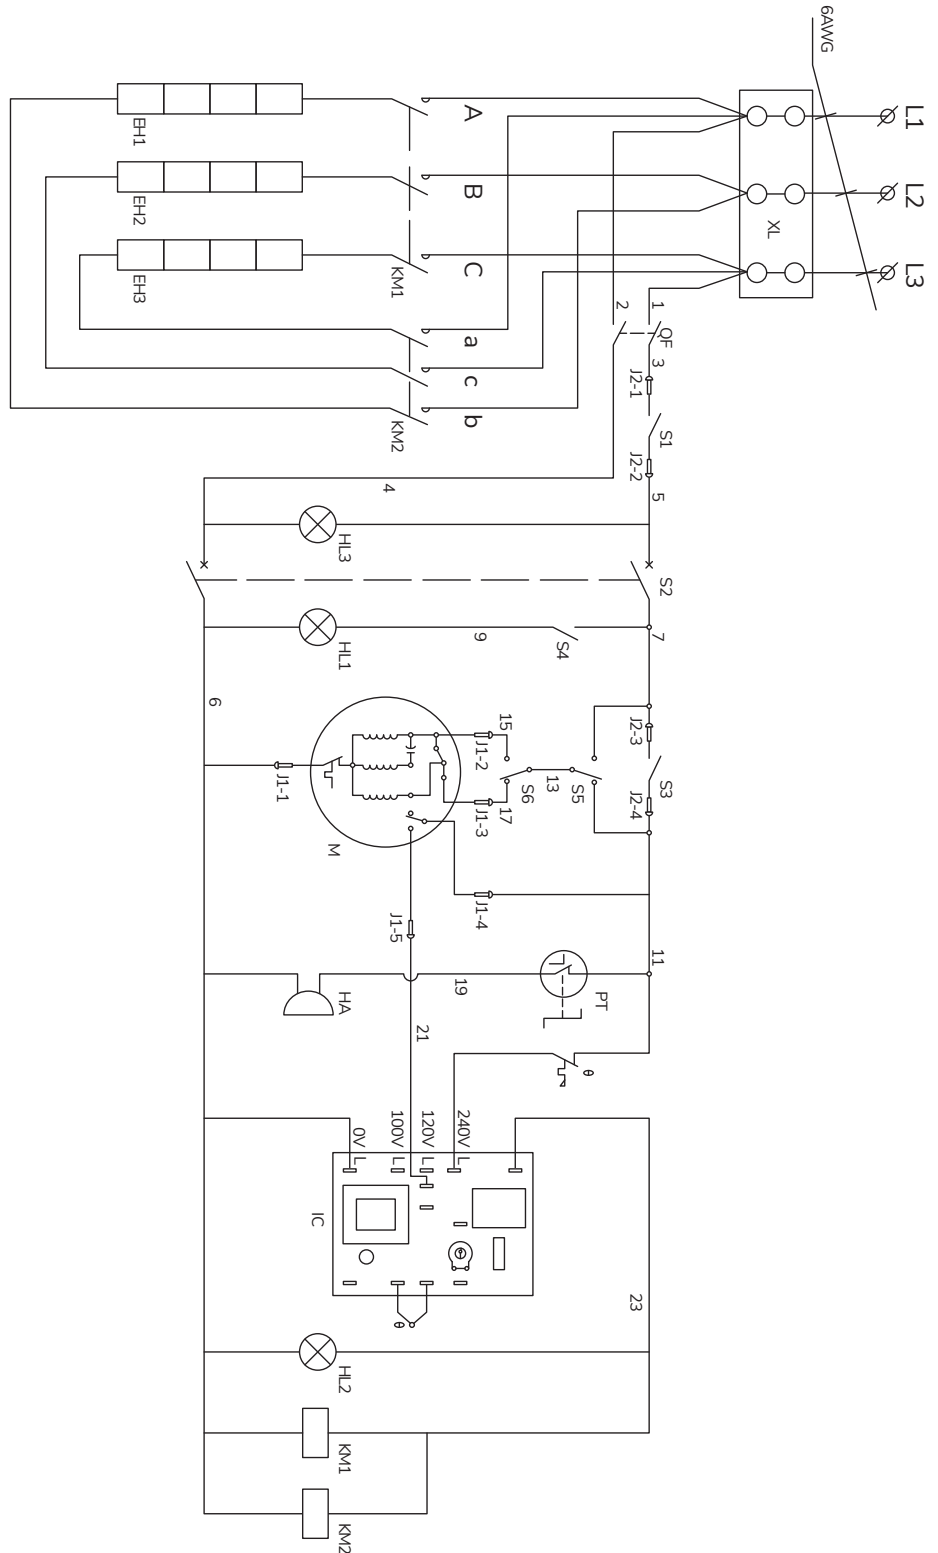 6AWG
L1
L2
L3
XL
A
B
C
EH1
EH2
EH3
KM1
a
c
b
KM2
1
2
QF
3
J2-1
S1
J2-2
5
4
HL3
S2
7
S4
9
HL1
6
J2-3
S3
J2-4
S5
13
S6
15
17
J1-2
J1-3
J1-1
M
J1-4
J1-5
11
PT
19
HA
21
θ
240V L
120V L
100V L
0V L
IC
θ
23
HL2
KM1
KM2